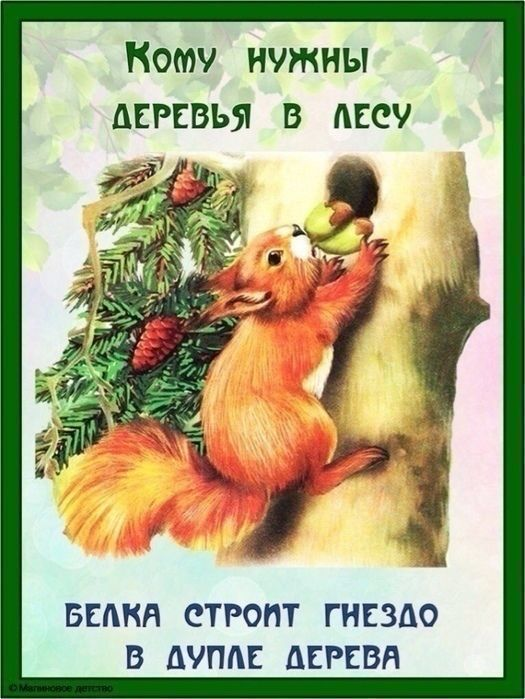 Кому нужны
деревья в лесу
БЕЛКА СТРОИТ ГНЕЗДО
В ДУПЛЕ ДЕРЕВА
© Малиновое детство